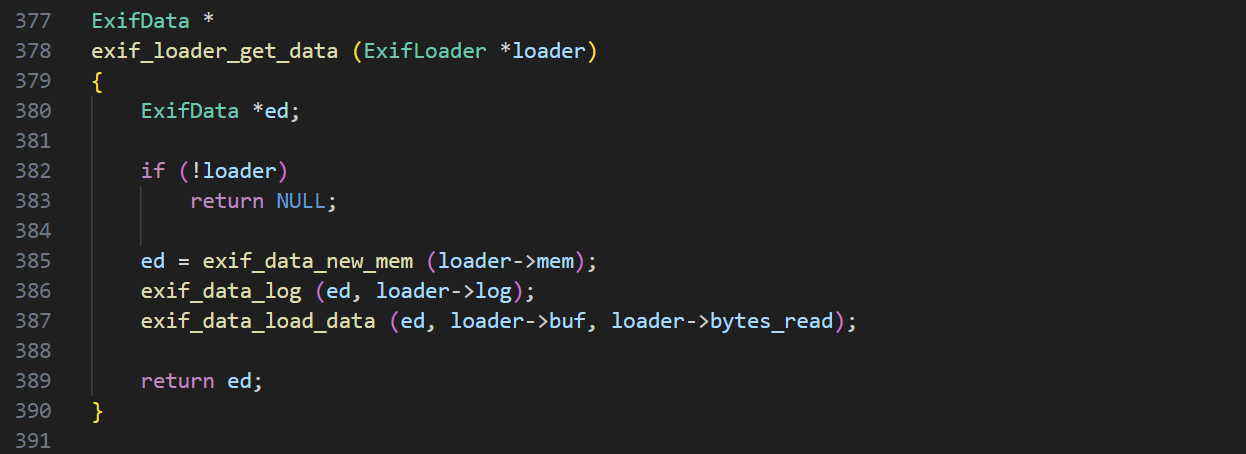 377 ExifData *
378 exif_loader_get_data (ExifLoader *loader)
379 {
380     ExifData *ed;
381
382     if (!loader)
383         return NULL;
384
385     ed = exif_data_new_mem (loader->mem);
386     exif_data_log (ed, loader->log);
387     exif_data_load_data (ed, loader->buf, loader->bytes_read);
388
389     return ed;
390 }
391